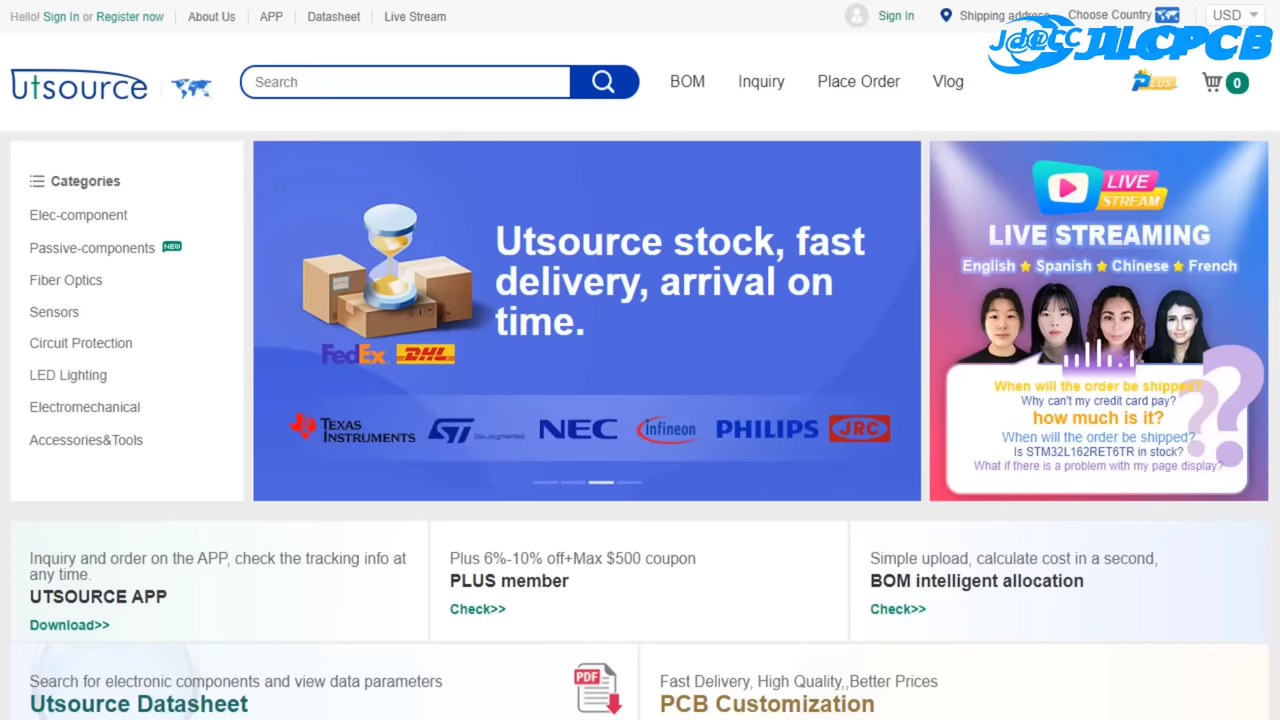 Hello! Sign In or Register now
About Us
APP
Datasheet
Live Stream
Sign In
Shipping address
Choose Country
USD
JLCPCB
utsource
Search
BOM
Inquiry
Place Order
Vlog
PLUS
0
Categories
Elec-component
Passive-components NEW
Fiber Optics
Sensors
Circuit Protection
LED Lighting
Electromechanical
Accessories&Tools
Utsource stock, fast
delivery, arrival on
time.
FedEx
DHL
TEXAS
INSTRUMENTS
ST
NEC
infineon
PHILIPS
JRC
LIVE
STREAM
LIVE STREAMING
English Spanish Chinese French
When will the order be shipped?
Why can't my credit card pay?
how much is it?
When will the order be shipped?
Is STM32L162RET6TR in stock?
What if there is a problem with my page display?
Inquiry and order on the APP, check the tracking info at
any time.
UTSOURCE APP
Download>>
Plus 6%-10% off+Max $500 coupon
PLUS member
Check>>
Simple upload, calculate cost in a second,
BOM intelligent allocation
Check>>
Search for electronic components and view data parameters
Utsource Datasheet
PDF
Fast Delivery, High Quality,,Better Prices
PCB Customization